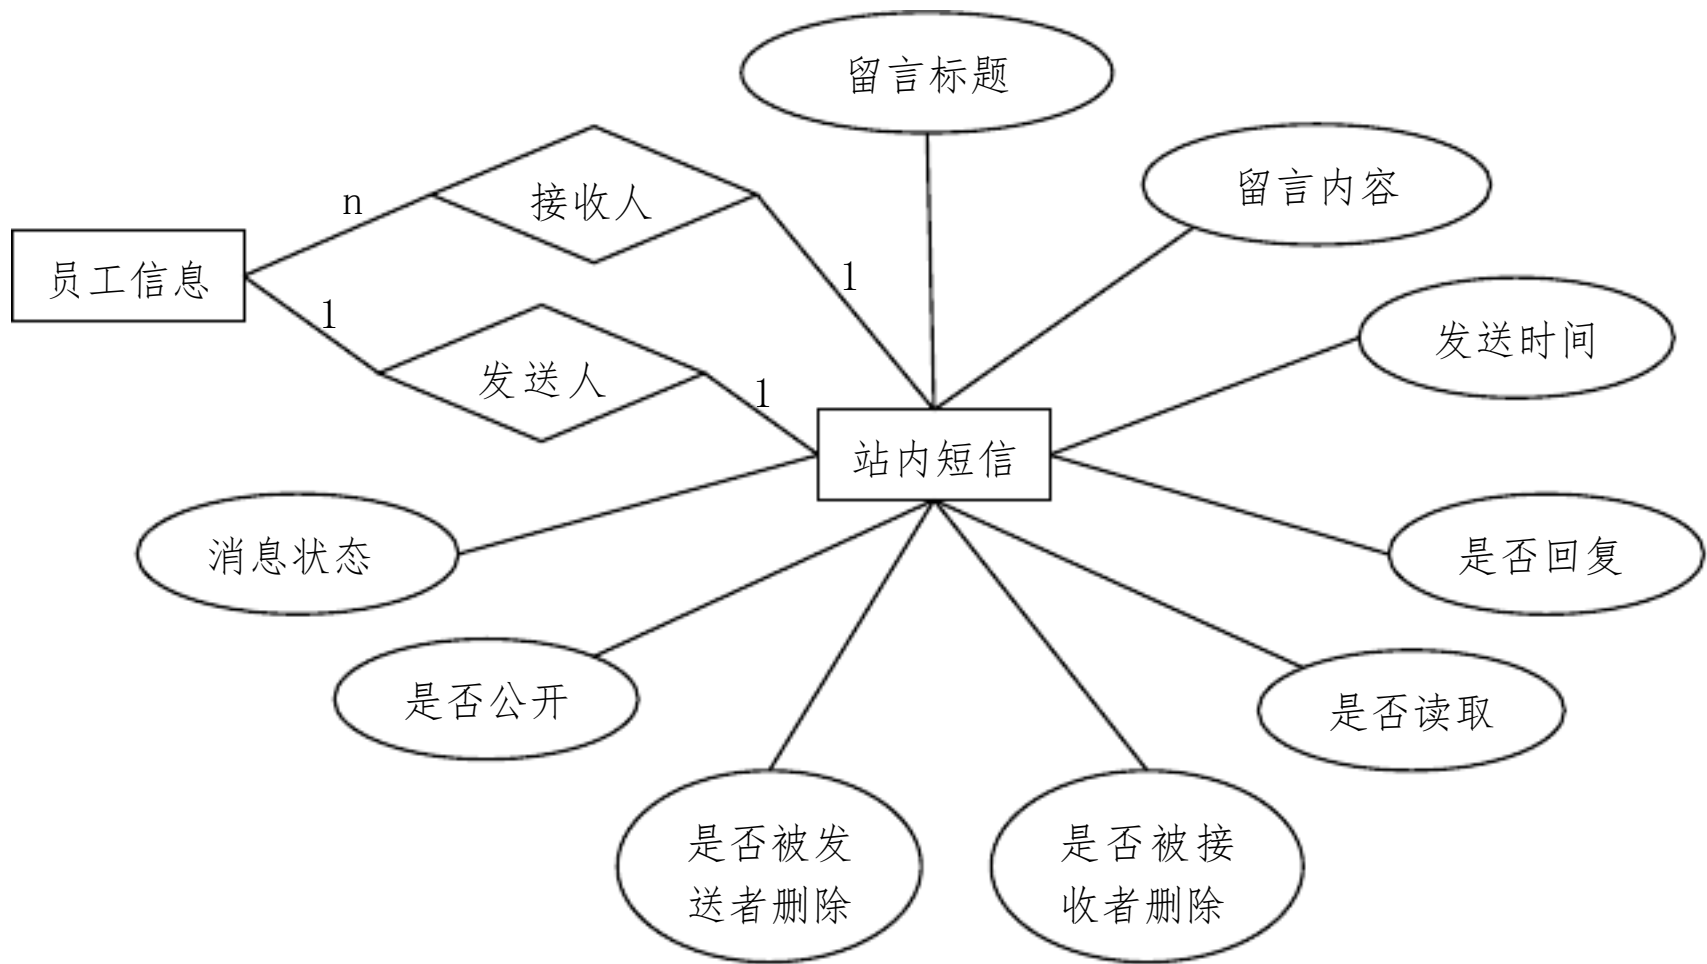 留言标题
留言内容
接收人
n
员工信息
1
1
发送时间
发送人
1
站内短信
消息状态
是否回复
是否公开
是否读取
是否被发
送者删除
是否被接
收者删除